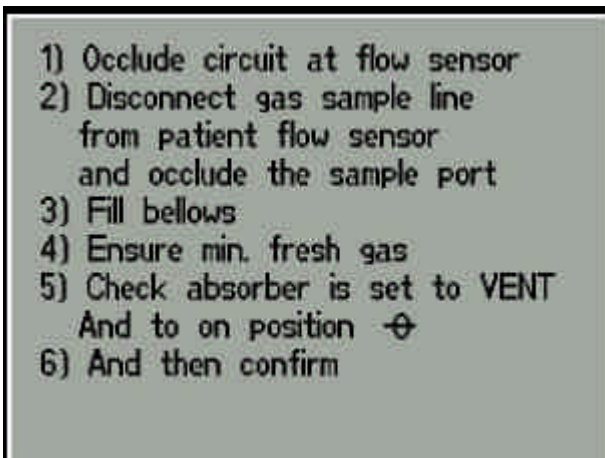 1) Occlude circuit at flow sensor
2) Disconnect gas sample line
from patient flow sensor
and occlude the sample port
3) Fill bellows
4) Ensure min. fresh gas
5) Check absorber is set to VENT
And to on position
6) And then confirm